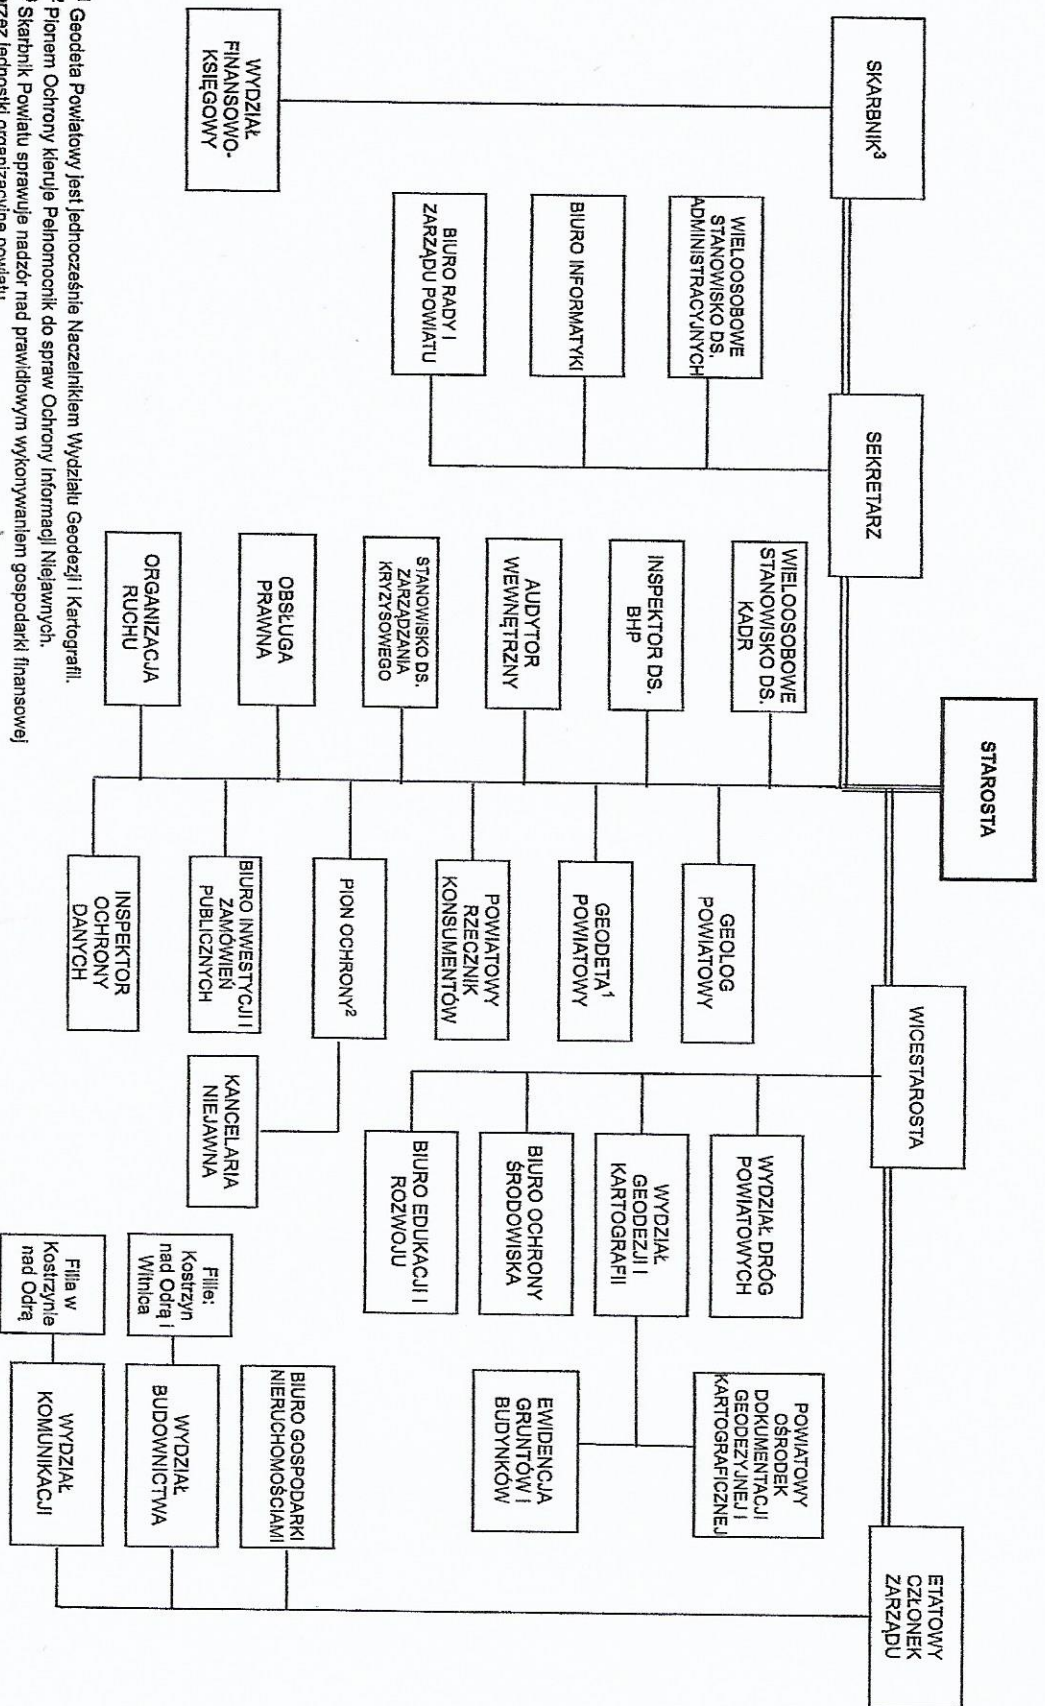 STAROSTA
SKARBNIK³
SEKRETARZ
WICESTAROSTA
ETATOWY
CZŁONEK
ZARZĄDU
WYDZIAŁ
FINANSOWO-
KSIĘGOWY
WIELOOSOBOWE
STANOWISKO DS.
ADMINISTRACYJNYCH
BIURO INFORMATYKI
BIURO RADY I
ZARZĄDU POWIATU
WIELOOSOBOWE
STANOWISKO DS.
KADR
INSPEKTOR DS.
BHP
AUDYTOR
WEWNĘTRZNY
STANOWISKO DS.
ZARZĄDZANIA
KRYZYSOWEGO
OBSŁUGA
PRAWNA
ORGANIZACJA
RUCHU
GEOLOG
POWIATOWY
GEODETA¹
POWIATOWY
POWIATOWY
RZECZNIK
KONSUMENTÓW
PION OCHRONY²
BIURO INWESTYCJI I
ZAMÓWIEŃ
PUBLICZNYCH
INSPEKTOR
OCHRONY
DANYCH
KANCELARIA
NIEJAWNA
WYDZIAŁ DRÓG
POWIATOWYCH
WYDZIAŁ
GEODEZJI I
KARTOGRAFII
BIURO OCHRONY
ŚRODOWISKA
BIURO EDUKACJI I
ROZWOJU
POWIATOWY
OŚRODEK
DOKUMENTACJI
GEODEZYJNEJ I
KARTOGRAFICZNEJ
EWIDENCJA
GRUNTÓW I
BUDYNKÓW
BIURO GOSPODARKI
NIERUCHOMOŚCIAMI
WYDZIAŁ
BUDOWNICTWA
WYDZIAŁ
KOMUNIKACJI
Filie:
Kostrzyn
nad Odrą i
Witnica
Filia w
Kostrzynie
nad Odrą
¹ Geodeta Powiatowy jest jednocześnie Naczelnikiem Wydziału Geodezji i Kartografii.
² Pionem Ochrony kieruje Pełnomocnik do spraw Ochrony Informacji Niejawnych.
³ Skarbnik Powiatu sprawuje nadzór nad prawidłowym wykonywaniem gospodarki finansowej
przez jednostki organizacyjne powiatu.